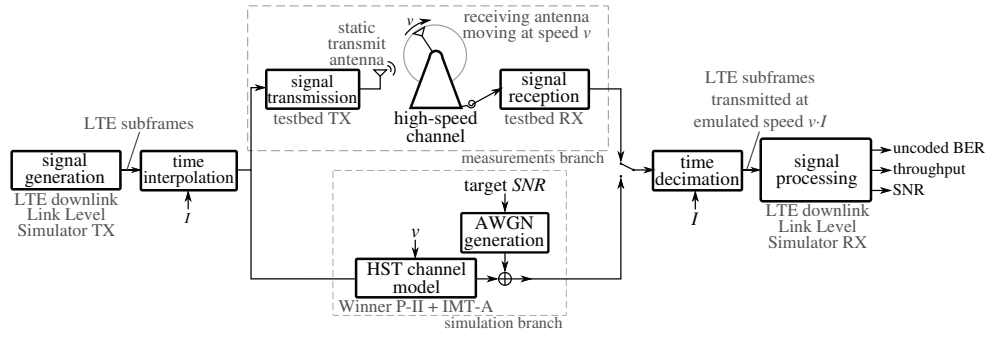 LTE subframes
signal
generation
LTE downlink
Link Level
Simulator TX
time
interpolation
I
static
transmit
antenna
v
receiving antenna
moving at speed v
signal
transmission
testbed TX
high-speed
channel
signal
reception
testbed RX
measurements branch
target SNR
AWGN
generation
v
HST channel
model
Winner P-II + IMT-A
simulation branch
LTE subframes
transmitted at
emulated speed v·I
time
decimation
I
signal
processing
LTE downlink
Link Level
Simulator RX
uncoded BER
throughput
SNR